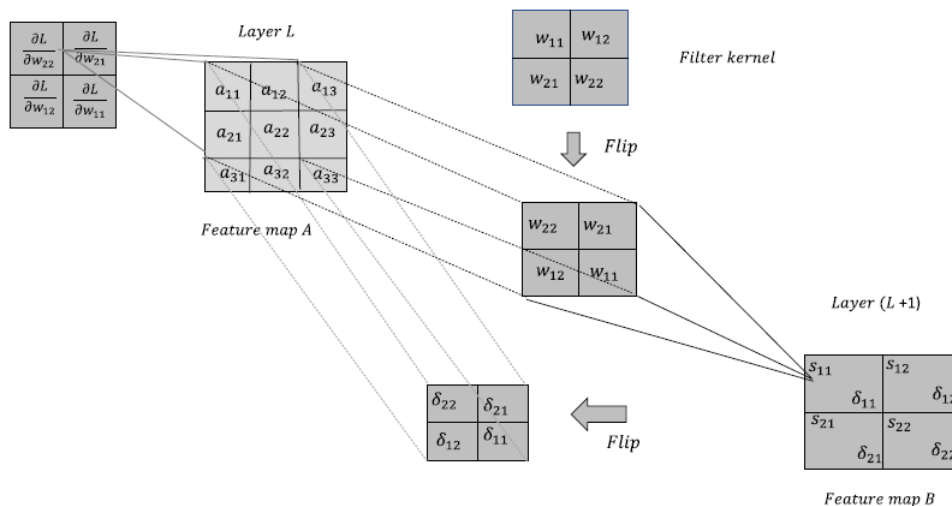 ∂L/∂w₂₂ ∂L/∂w₂₁
∂L/∂w₁₂ ∂L/∂w₁₁
Layer L
a₁₁ a₁₂ a₁₃
a₂₁ a₂₂ a₂₃
a₃₁ a₃₂ a₃₃
Feature map A
w₁₁ w₁₂
w₂₁ w₂₂
Filter kernel
Flip
w₂₂ w₂₁
w₁₂ w₁₁
δ₂₂ δ₂₁
δ₁₂ δ₁₁
Flip
Layer (L +1)
s₁₁ s₁₂
δ₁₁ δ₁₂
s₂₁ s₂₂
δ₂₁ δ₂₂
Feature map B